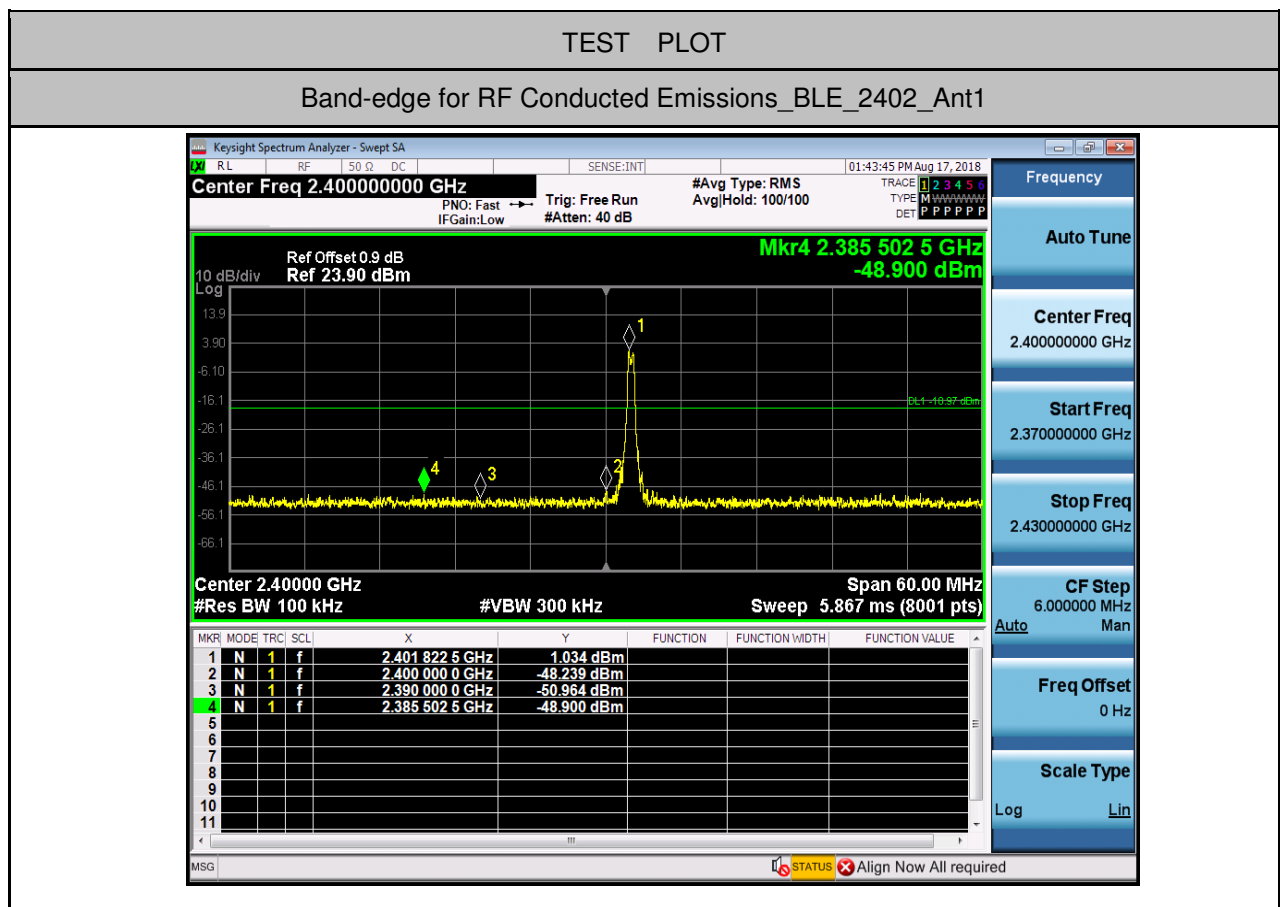 TEST PLOT
Band-edge for RF Conducted Emissions_BLE_2402_Ant1
Keysight Spectrum Analyzer - Swept SA
LXI RL RF 50 Ω DC SENSE:INT 01:43:45 PM Aug 17, 2018
Center Freq 2.400000000 GHz
PNO: Fast
IFGain:Low
Trig: Free Run
#Atten: 40 dB
#Avg Type: RMS
Avg|Hold: 100/100
TRACE 1 2 3 4 5 6
TYPE M WWWWW
DET P P P P P P
Mkr4 2.385 502 5 GHz
-48.900 dBm
Ref Offset 0.9 dB
10 dB/div Ref 23.90 dBm
Log
13.9
3.90
-6.10
-16.1
-26.1
-36.1
-46.1
-56.1
-66.1
1
DL1 -18.97 dBm
4
3
2
Center 2.40000 GHz Span 60.00 MHz
#Res BW 100 kHz #VBW 300 kHz Sweep 5.867 ms (8001 pts)
MKR MODE TRC SCL X Y FUNCTION FUNCTION WIDTH FUNCTION VALUE
1 N 1 f 2.401 822 5 GHz 1.034 dBm
2 N 1 f 2.400 000 0 GHz -48.239 dBm
3 N 1 f 2.390 000 0 GHz -50.964 dBm
4 N 1 f 2.385 502 5 GHz -48.900 dBm
5
6
7
8
9
10
11
MSG STATUS Align Now All required
Frequency
Auto Tune
Center Freq
2.400000000 GHz
Start Freq
2.370000000 GHz
Stop Freq
2.430000000 GHz
CF Step
6.000000 MHz
Auto Man
Freq Offset
0 Hz
Scale Type
Log Lin